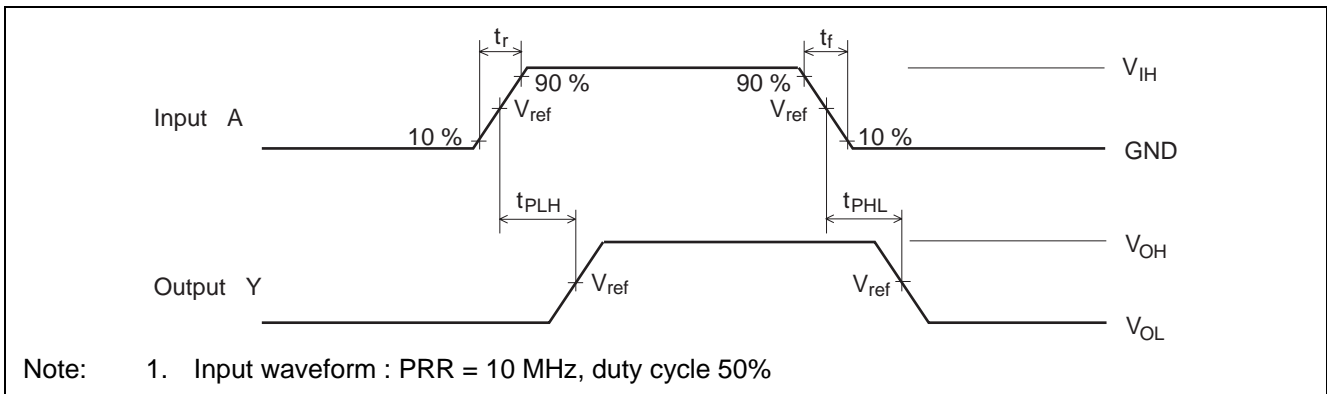 tr tf
90 % 90 % VIH
Input A Vref Vref
10 % 10 % GND
tPLH tPHL
VOH
Output Y Vref Vref
VOL
Note: 1. Input waveform : PRR = 10 MHz, duty cycle 50%